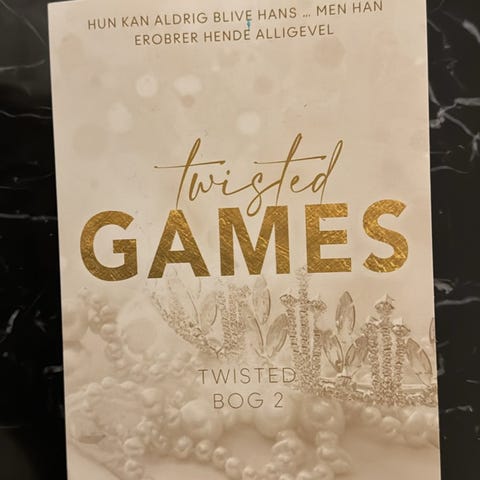 HUN KAN ALDRIG BLIVE HANS ... MEN HAN
EROBRER HENDE ALLIGEVEL
twisted
GAMES
TWISTED
BOG 2